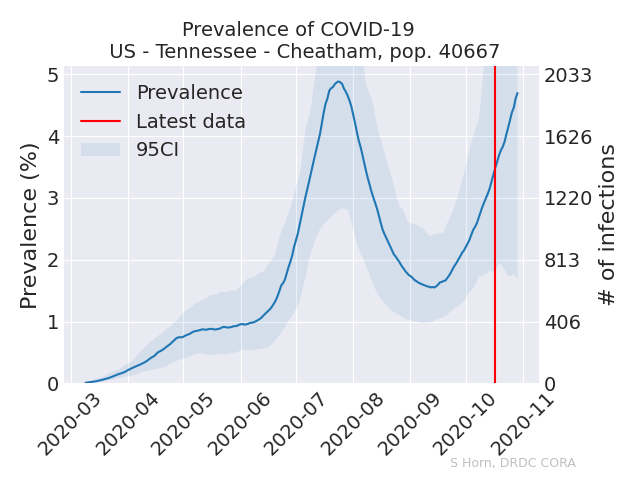 Prevalence of COVID-19
US - Tennessee - Cheatham, pop. 40667
Prevalence
Latest data
95CI
Prevalence (%)
5
4
3
2
1
0
2033
1626
1220
813
406
0
# of infections
2020-03
2020-04
2020-05
2020-06
2020-07
2020-08
2020-09
2020-10
2020-11
S Horn, DRDC CORA